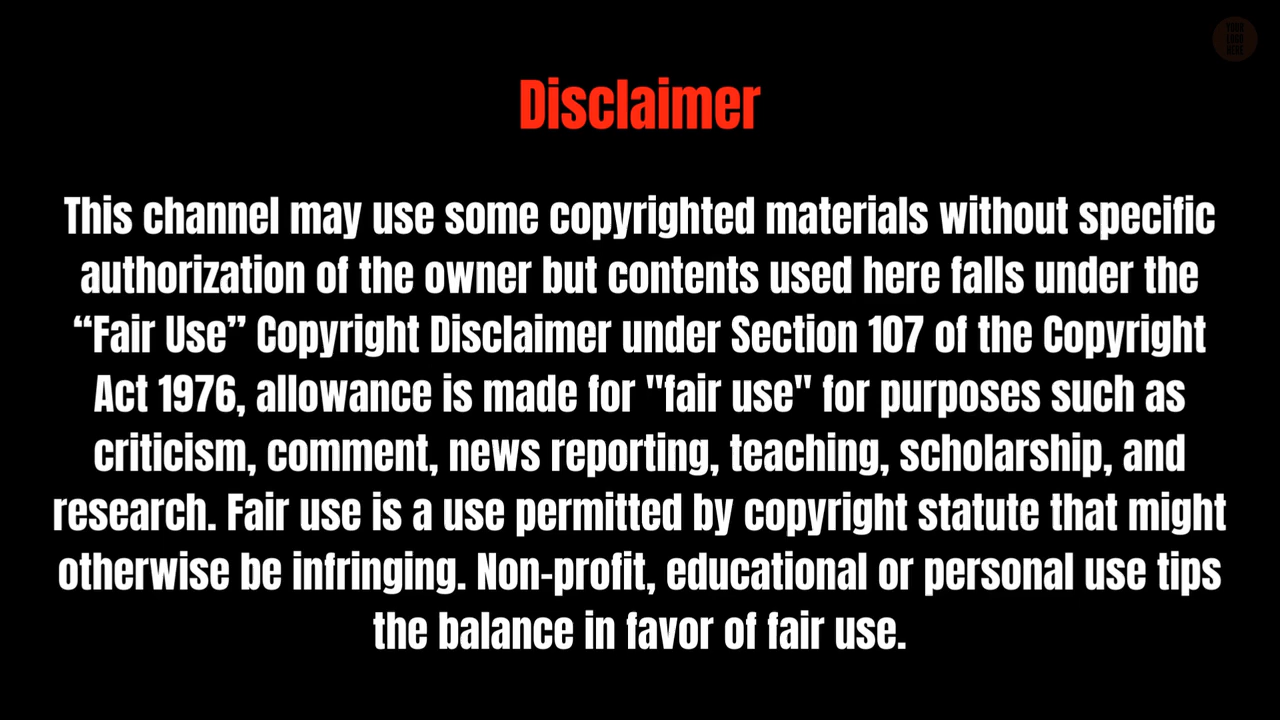 YOUR
LOGO
HERE
Disclaimer
This channel may use some copyrighted materials without specific
authorization of the owner but contents used here falls under the
“Fair Use” Copyright Disclaimer under Section 107 of the Copyright
Act 1976, allowance is made for "fair use" for purposes such as
criticism, comment, news reporting, teaching, scholarship, and
research. Fair use is a use permitted by copyright statute that might
otherwise be infringing. Non-profit, educational or personal use tips
the balance in favor of fair use.